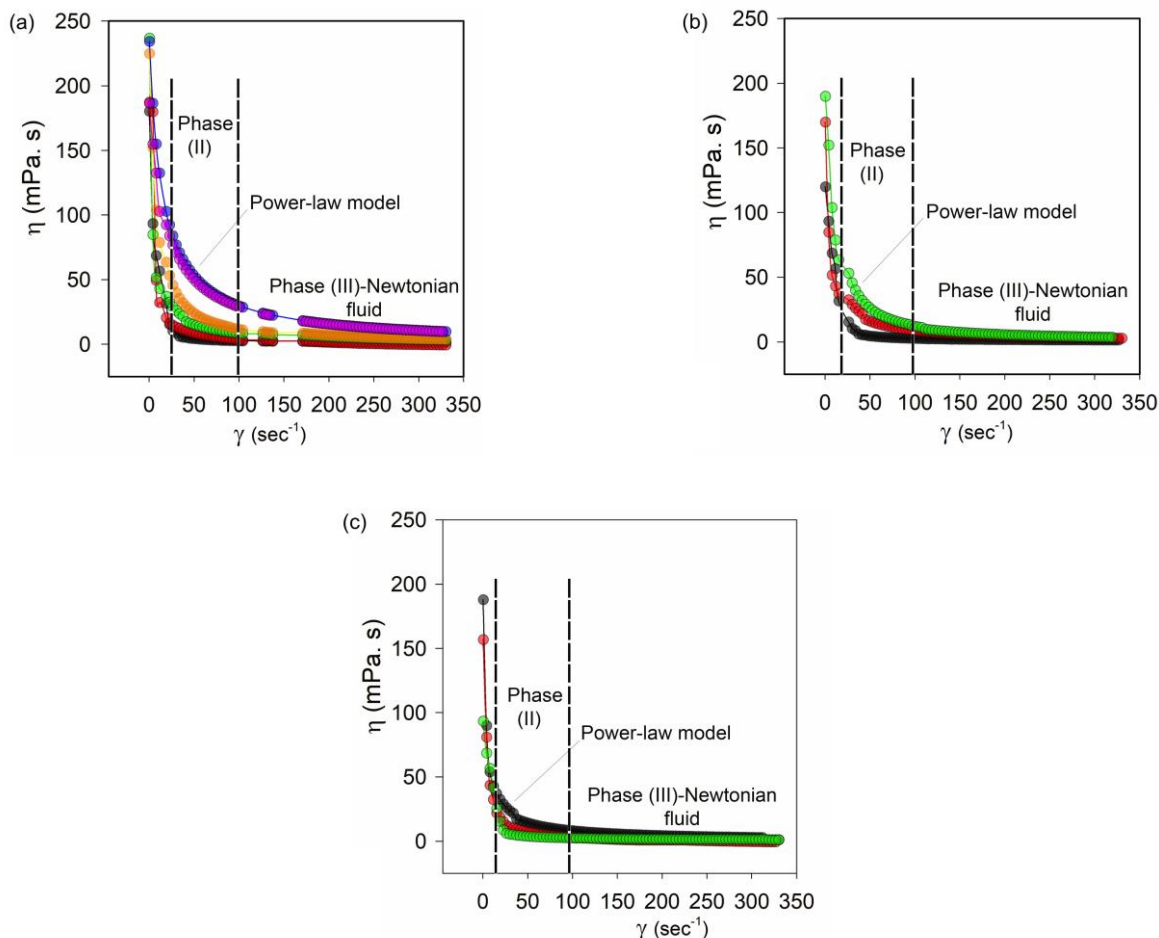 (a)
250
200
150
100
50
0
η (mPa. s)
Phase
(II)
Power-law model
Phase (III)-Newtonian
fluid
0 50 100 150 200 250 300 350
γ (sec⁻¹)
(b)
250
200
150
100
50
0
η (mPa. s)
Phase
(II)
Power-law model
Phase (III)-Newtonian
fluid
0 50 100 150 200 250 300 350
γ (sec⁻¹)
(c)
250
200
150
100
50
0
η (mPa. s)
Phase
(II)
Power-law model
Phase (III)-Newtonian
fluid
0 50 100 150 200 250 300 350
γ (sec⁻¹)